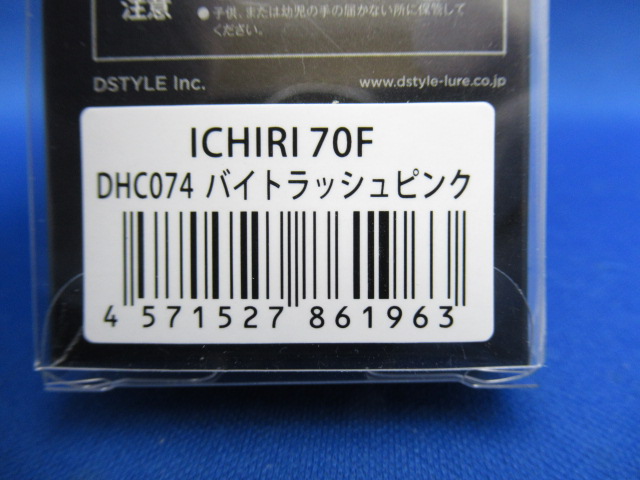 注意
●子供、または幼児の手の届かない所に保管して
ください。
DSTYLE Inc.
www.dstyle-lure.co.jp
ICHIRI 70F
DHC074 バイトラッシュピンク
4 571527 861963